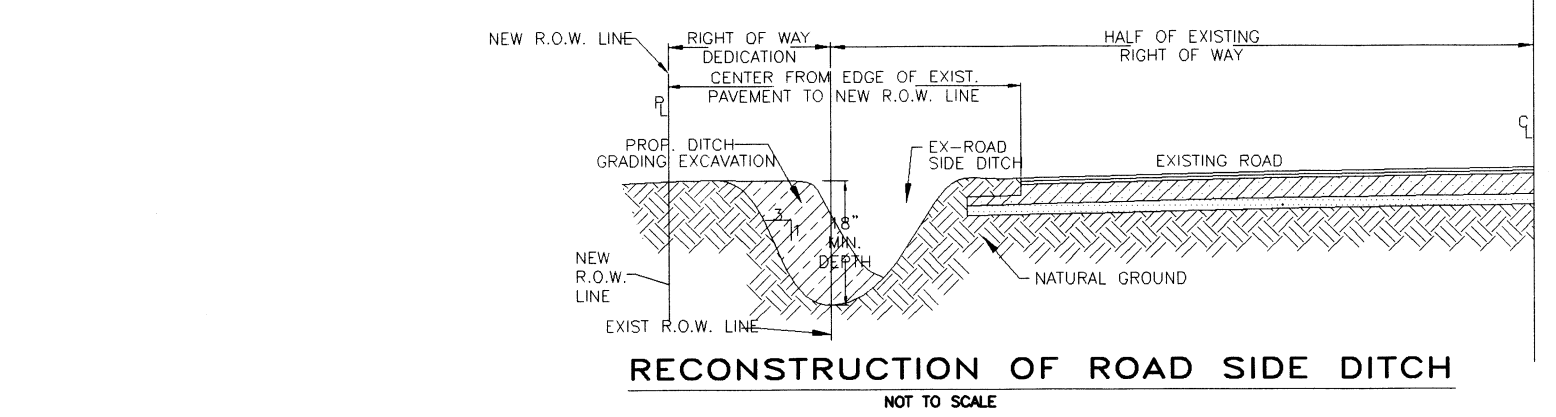 NEW R.O.W. LINE
RIGHT OF WAY
DEDICATION
HALF OF EXISTING
RIGHT OF WAY
CENTER FROM EDGE OF EXIST.
PAVEMENT TO NEW R.O.W. LINE
PL
CL
PROP. DITCH
GRADING EXCAVATION
EX-ROAD
SIDE DITCH
EXISTING ROAD
3
1
18"
MIN.
DEPTH
NEW
R.O.W.
LINE
NATURAL GROUND
EXIST R.O.W. LINE
RECONSTRUCTION OF ROAD SIDE DITCH
NOT TO SCALE